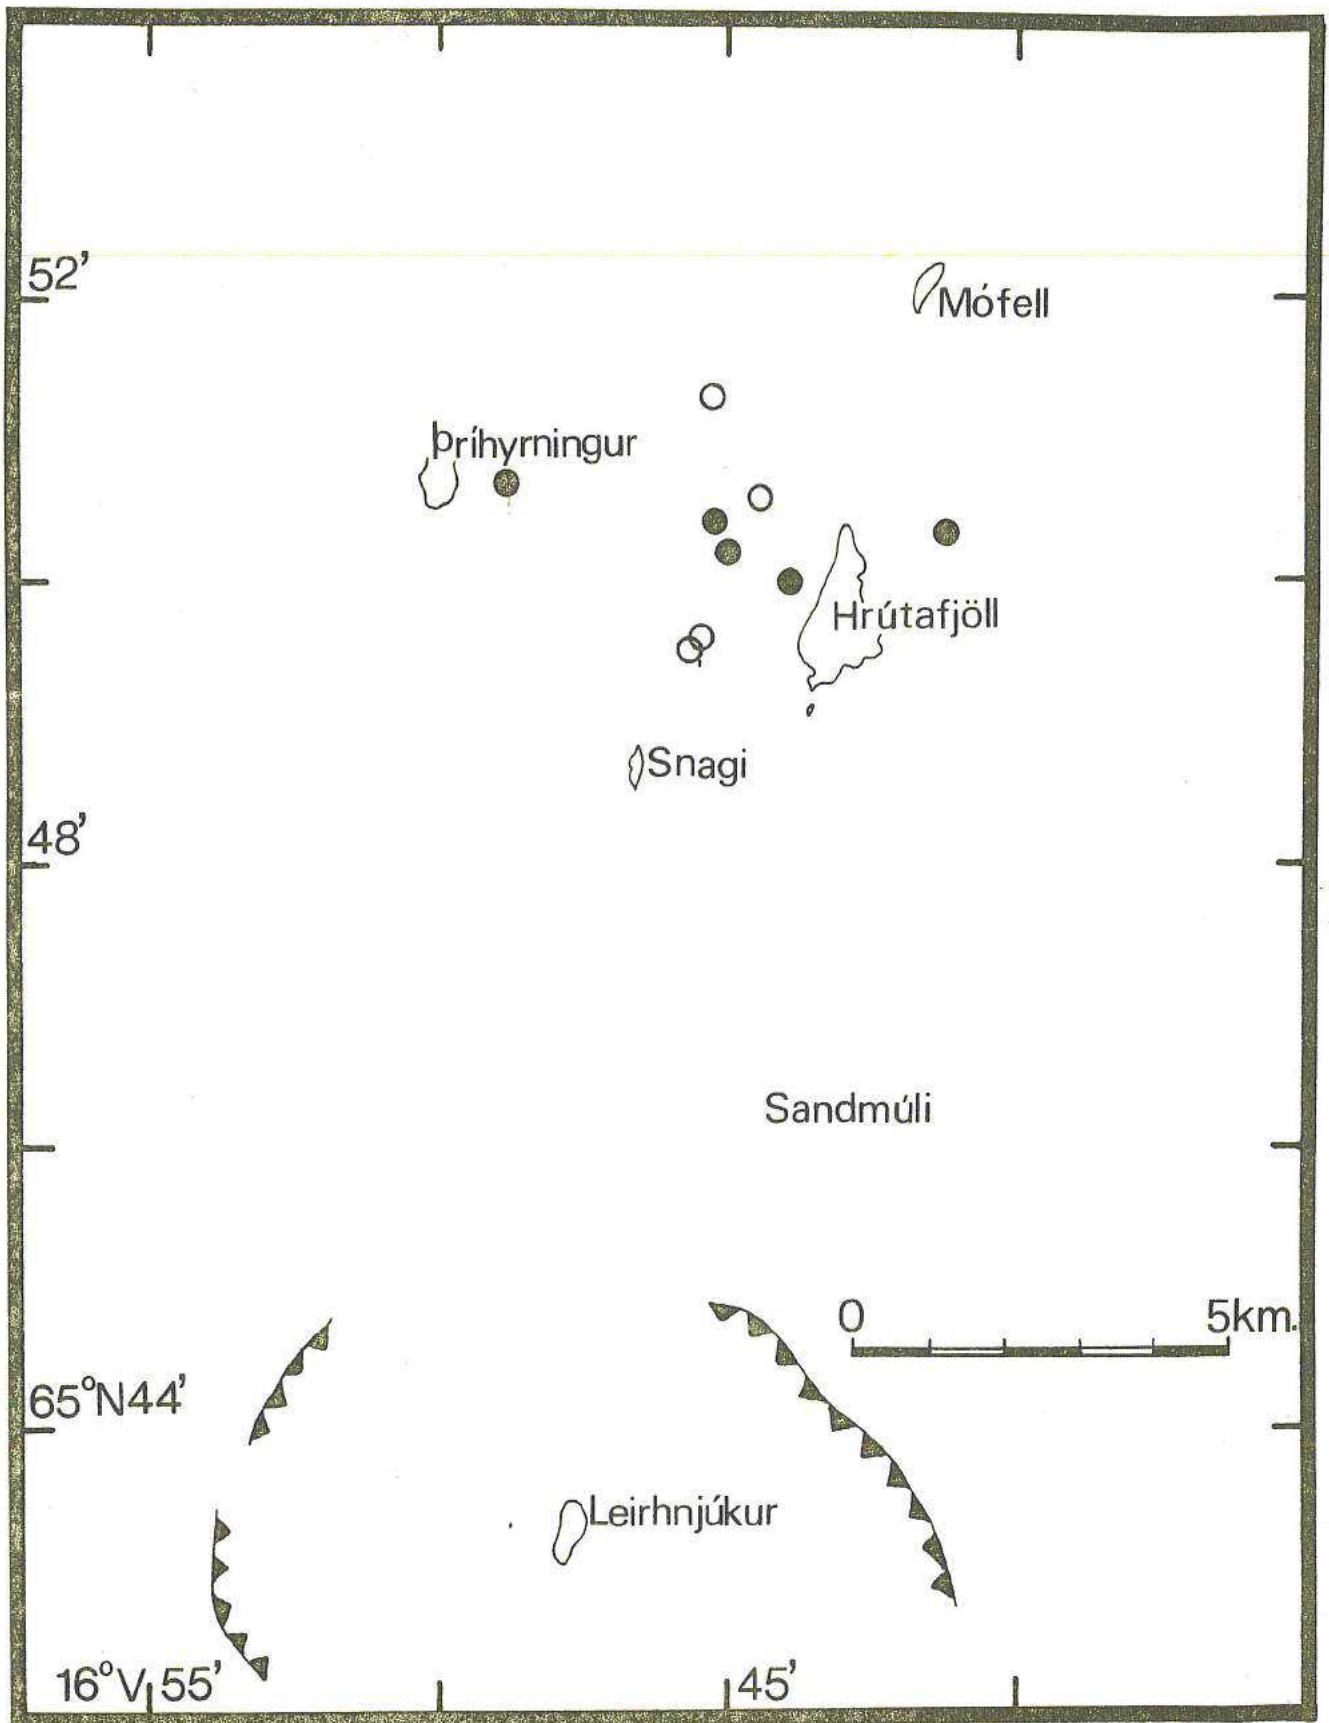 52'
Mófell
Þríhyrningur
Hrútafjöll
Snagi
48'
Sandmúli
0 5km.
65°N44'
Leirhnjúkur
16°V 55' 45'